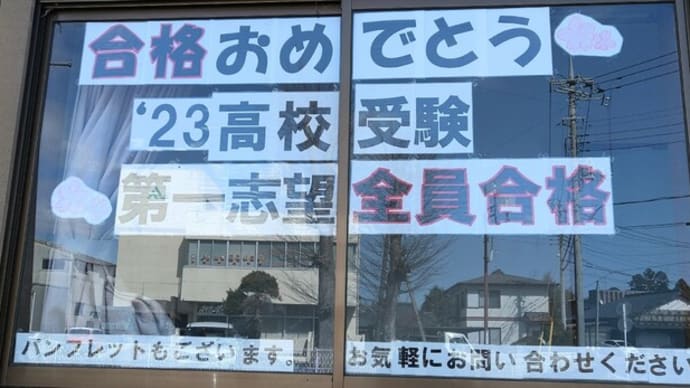 合格おめでとう
'23高校受験
第一志望全員合格
パンフレットもございます。
お気軽にお問い合わせください